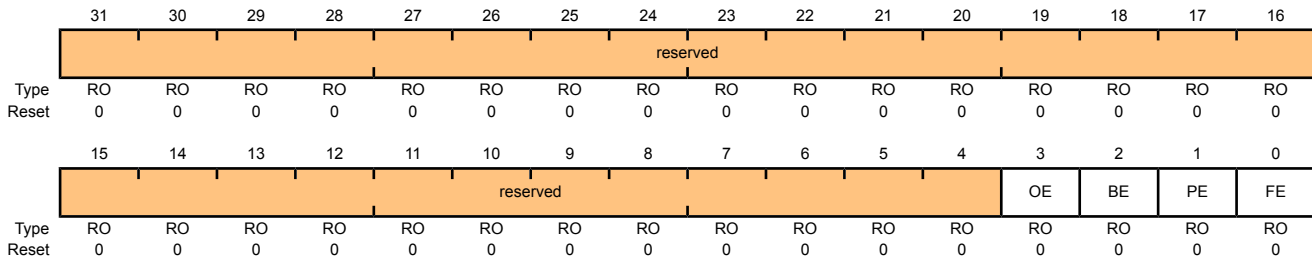 31 30 29 28 27 26 25 24 23 22 21 20 19 18 17 16
reserved
Type RO RO RO RO RO RO RO RO RO RO RO RO RO RO RO RO
Reset 0 0 0 0 0 0 0 0 0 0 0 0 0 0 0 0
15 14 13 12 11 10 9 8 7 6 5 4 3 2 1 0
reserved OE BE PE FE
Type RO RO RO RO RO RO RO RO RO RO RO RO RO RO RO RO
Reset 0 0 0 0 0 0 0 0 0 0 0 0 0 0 0 0